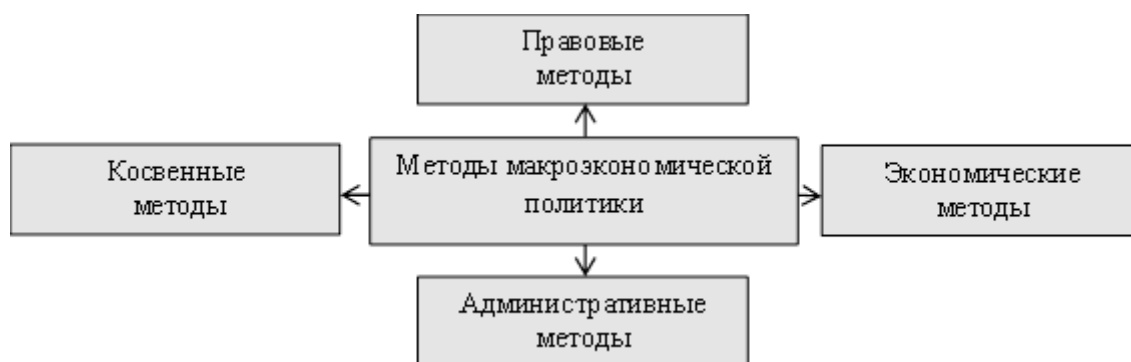 Правовые
методы
Косвенные
методы
Методы макроэкономической
политики
Экономические
методы
Административные
методы